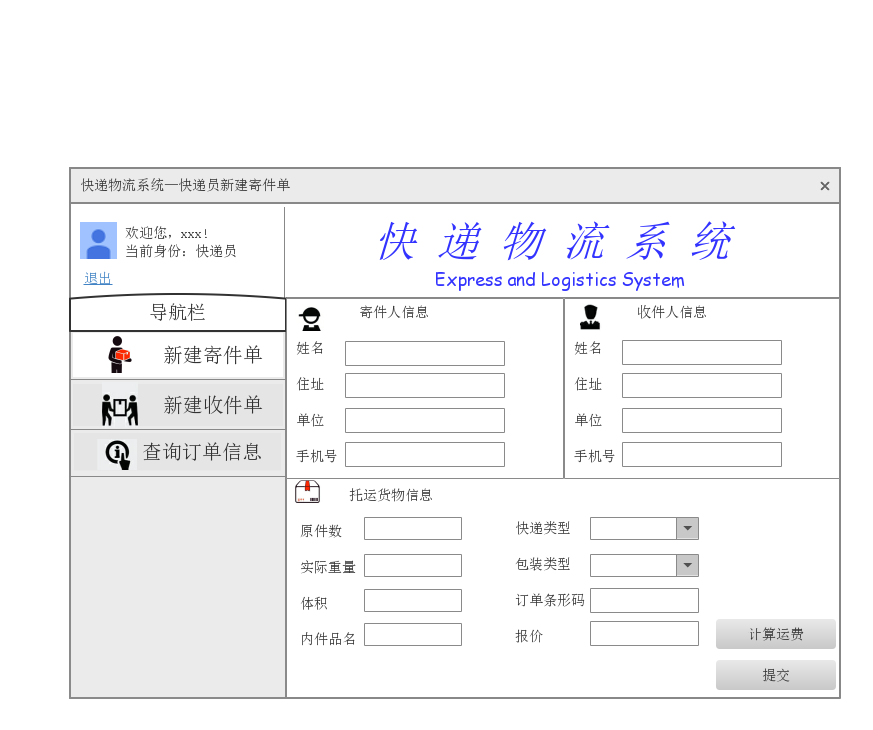 快递物流系统—快递员新建寄件单
欢迎您，xxx！
当前身份：快递员
退出
快递物流系统
Express and Logistics System
导航栏
新建寄件单
新建收件单
查询订单信息
寄件人信息
姓名
住址
单位
手机号
收件人信息
姓名
住址
单位
手机号
托运货物信息
原件数
快递类型
实际重量
包装类型
体积
订单条形码
内件品名
报价
计算运费
提交